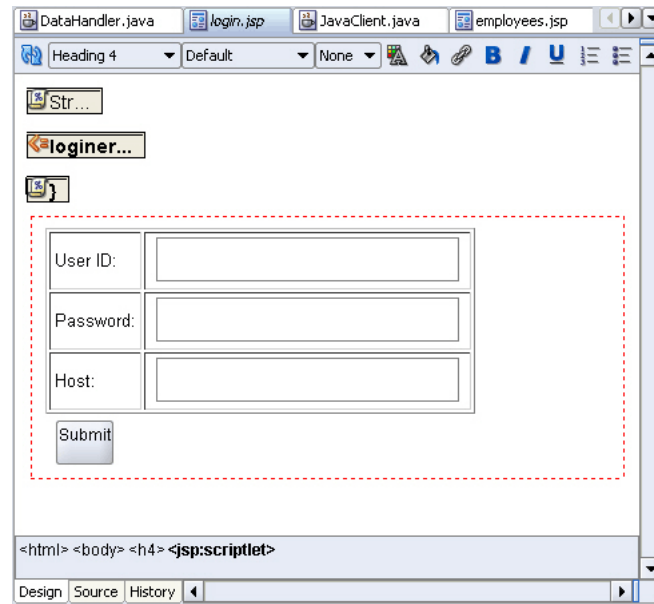 DataHandler.java login.jsp JavaClient.java employees.jsp
Heading 4 Default None B I U
Str...
loginer...
}
User ID:
Password:
Host:
Submit
<html> <body> <h4> <jsp:scriptlet>
Design Source History